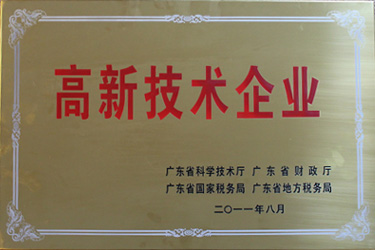 高新技术企业
广东省科学技术厅 广东省财政厅
广东省国家税务局 广东省地方税务局
二〇一一年八月